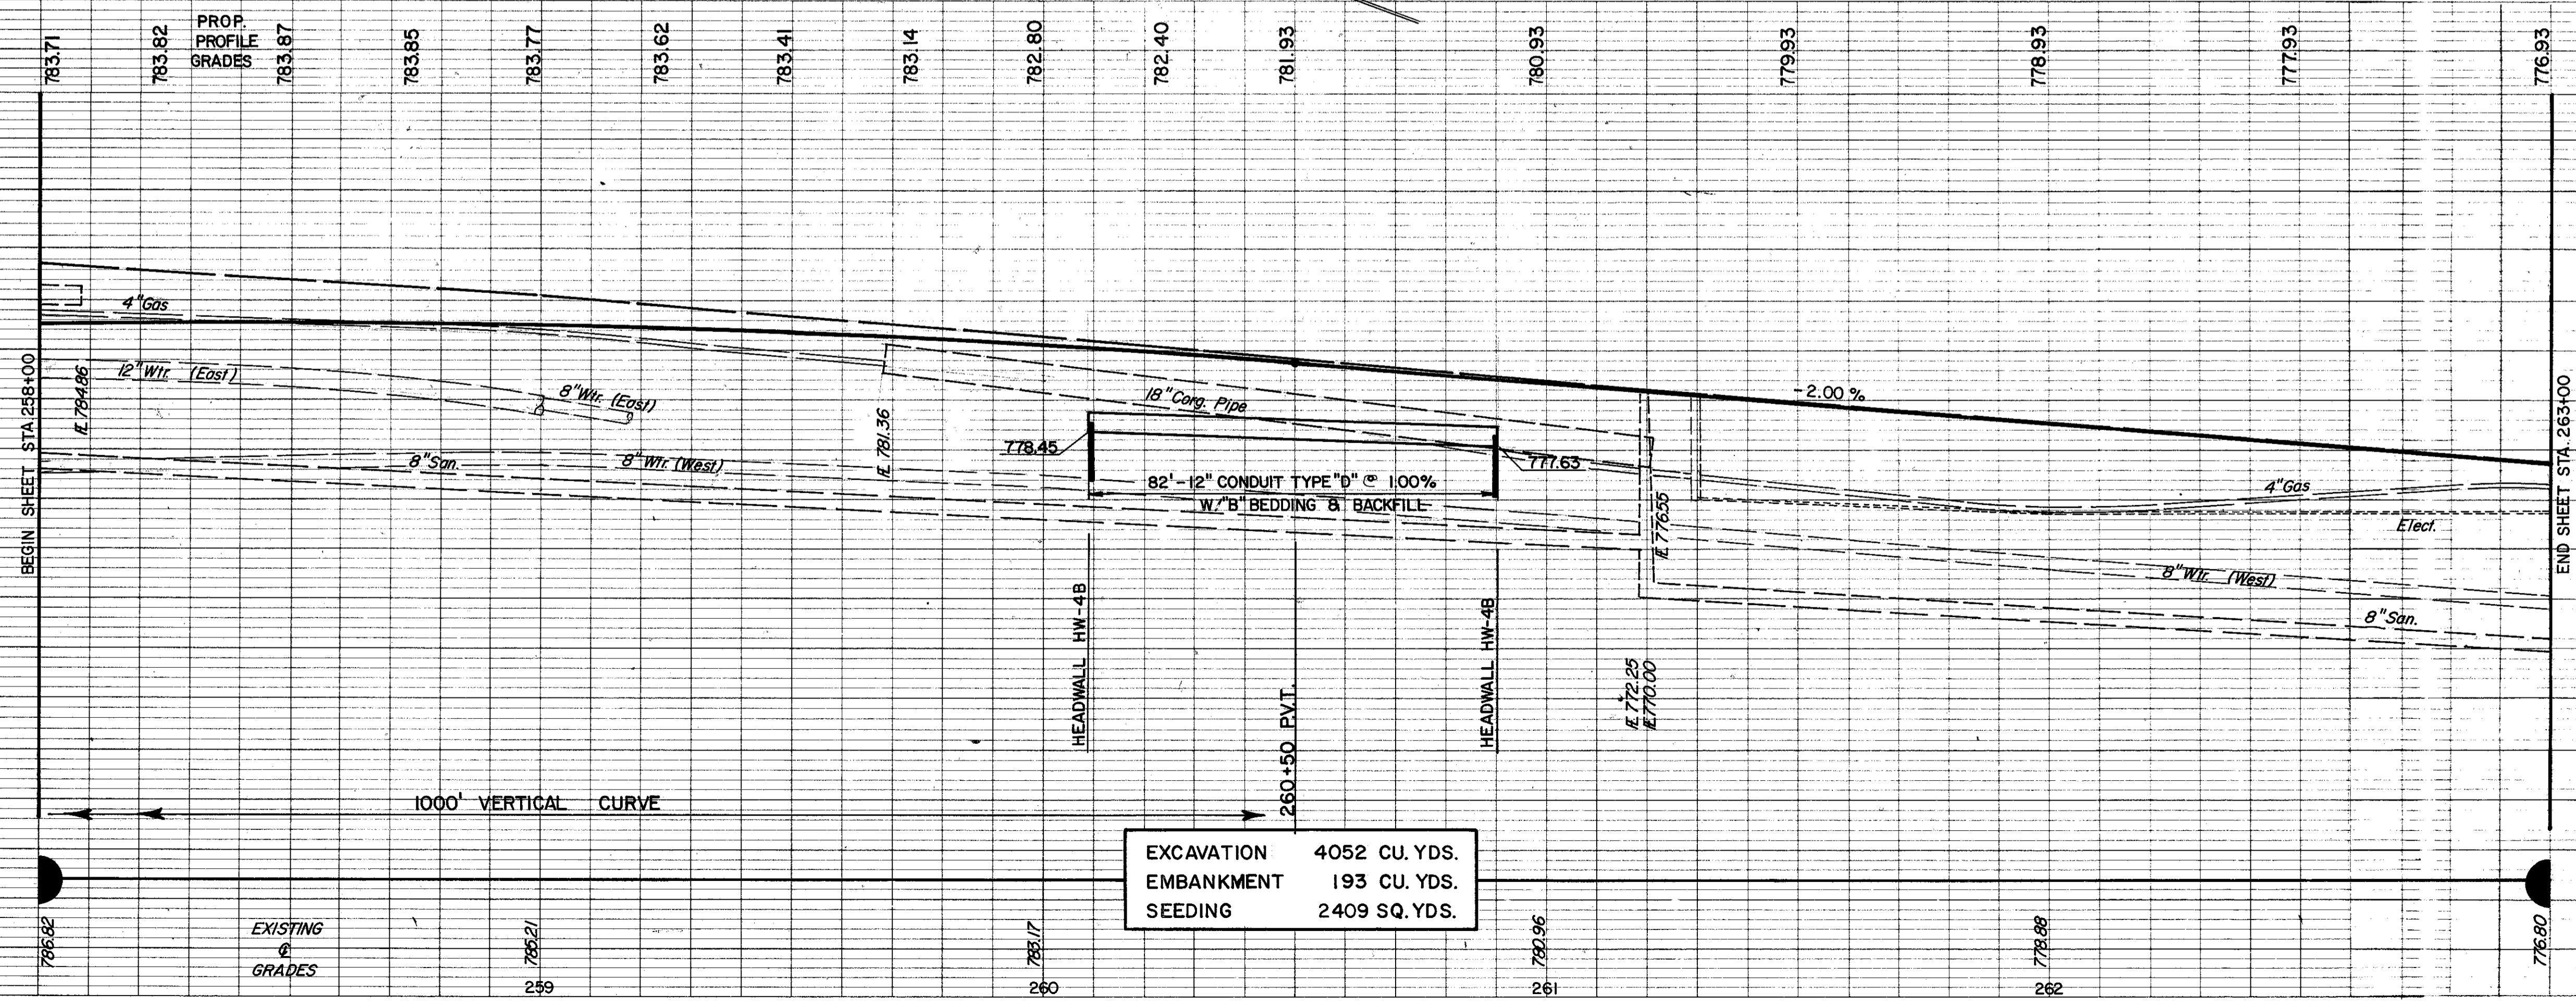 PROP.
PROFILE
GRADES
783.71
783.82
783.87
783.85
783.77
783.62
783.41
783.14
782.80
782.40
781.93
780.93
779.93
778.93
777.93
776.93
BEGIN SHEET STA. 258+00
END SHEET STA. 263+00
4"Gas
12"Wtr. (East)
8"Wtr. (East)
8"San.
8"Wtr. (West)
784.86
781.36
18"Corg. Pipe
778.45
777.63
82'-12" CONDUIT TYPE "D" @ 1.00%
W/"B" BEDDING & BACKFILL
776.55
-2.00 %
4"Gas
Elect.
8"Wtr. (West)
8"San.
HEADWALL HW-4B
260+50 P.V.T.
HEADWALL HW-4B
772.25
770.00
1000' VERTICAL CURVE
EXCAVATION 4052 CU. YDS.
EMBANKMENT 193 CU. YDS.
SEEDING 2409 SQ. YDS.
EXISTING
℄
GRADES
786.82
785.21
783.17
780.96
778.88
776.80
259
260
261
262